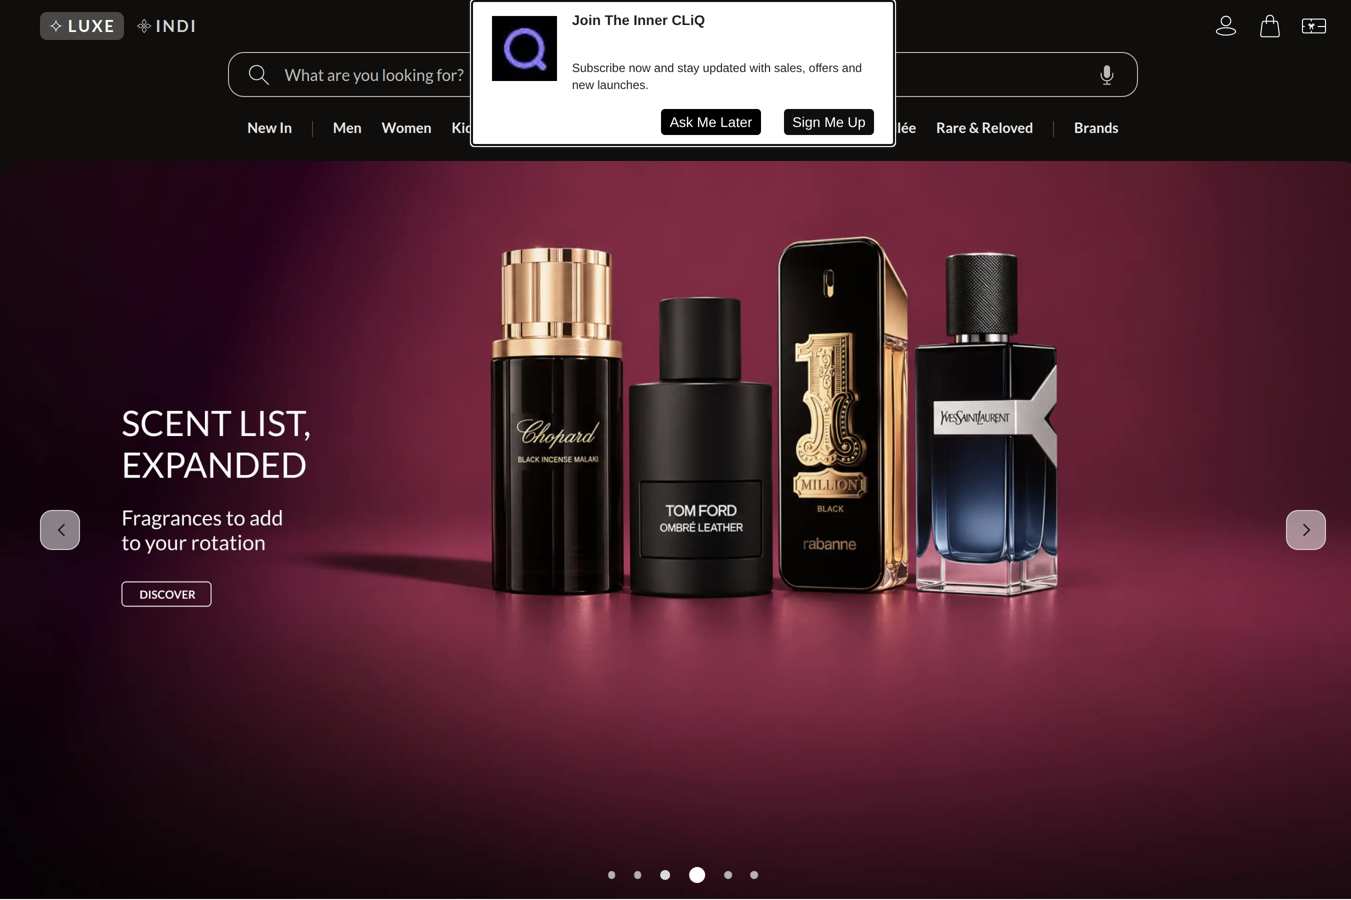 LUXE
INDI
What are you looking for?
Join The Inner CLiQ
Subscribe now and stay updated with sales, offers and
new launches.
Ask Me Later
Sign Me Up
New In
Men
Women
lée
Rare & Reloved
Brands
Chopard
BLACK INCENSE MALAKI
TOM FORD
OMBRÉ LEATHER
1
MILLION
BLACK
rabanne
YVESSAINTLAURENT
SCENT LIST,
EXPANDED
Fragrances to add
to your rotation
DISCOVER